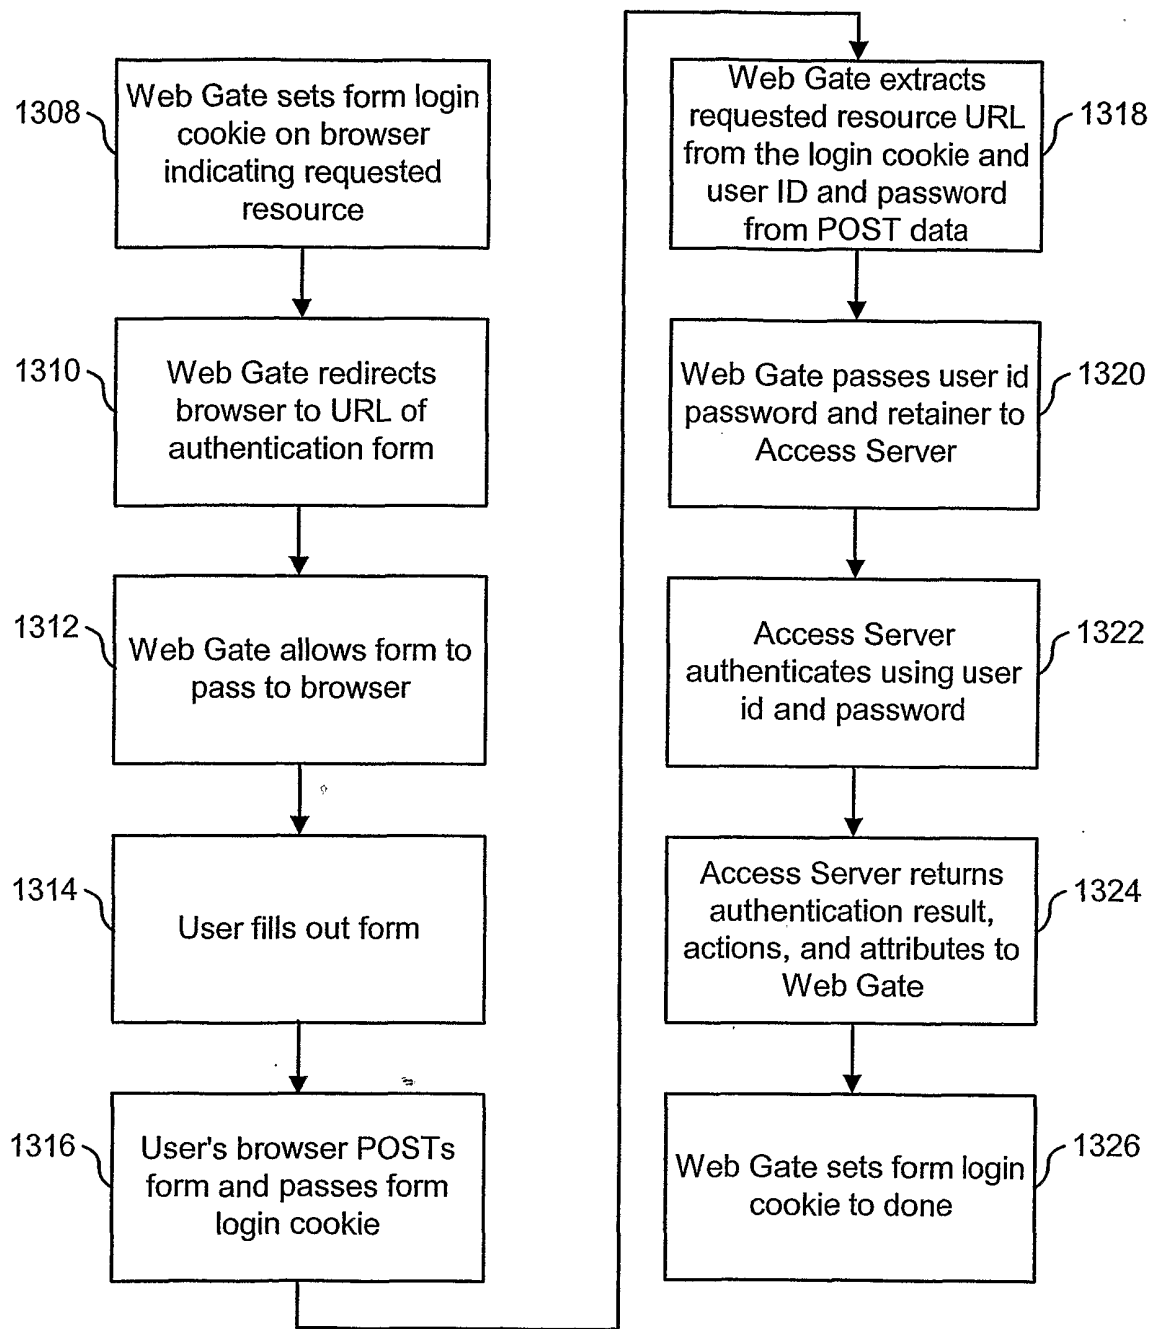 1308
Web Gate sets form login
cookie on browser
indicating requested
resource
1310
Web Gate redirects
browser to URL of
authentication form
1312
Web Gate allows form to
pass to browser
1314
User fills out form
1316
User's browser POSTs
form and passes form
login cookie
Web Gate extracts
requested resource URL
from the login cookie and
user ID and password
from POST data
1318
Web Gate passes user id
password and retainer to
Access Server
1320
Access Server
authenticates using user
id and password
1322
Access Server returns
authentication result,
actions, and attributes to
Web Gate
1324
Web Gate sets form login
cookie to done
1326